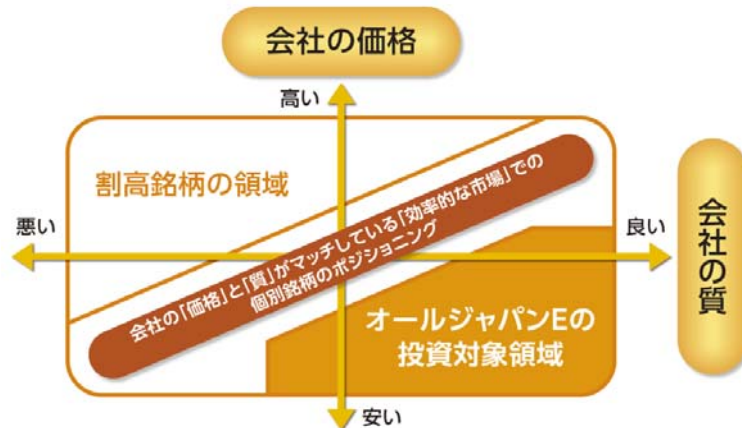 会社の価格
高い
割高銘柄の領域
会社の「価格」と「質」がマッチしている「効率的な市場」での
個別銘柄のポジショニング
悪い
良い
会社の質
オールジャパンEの
投資対象領域
安い